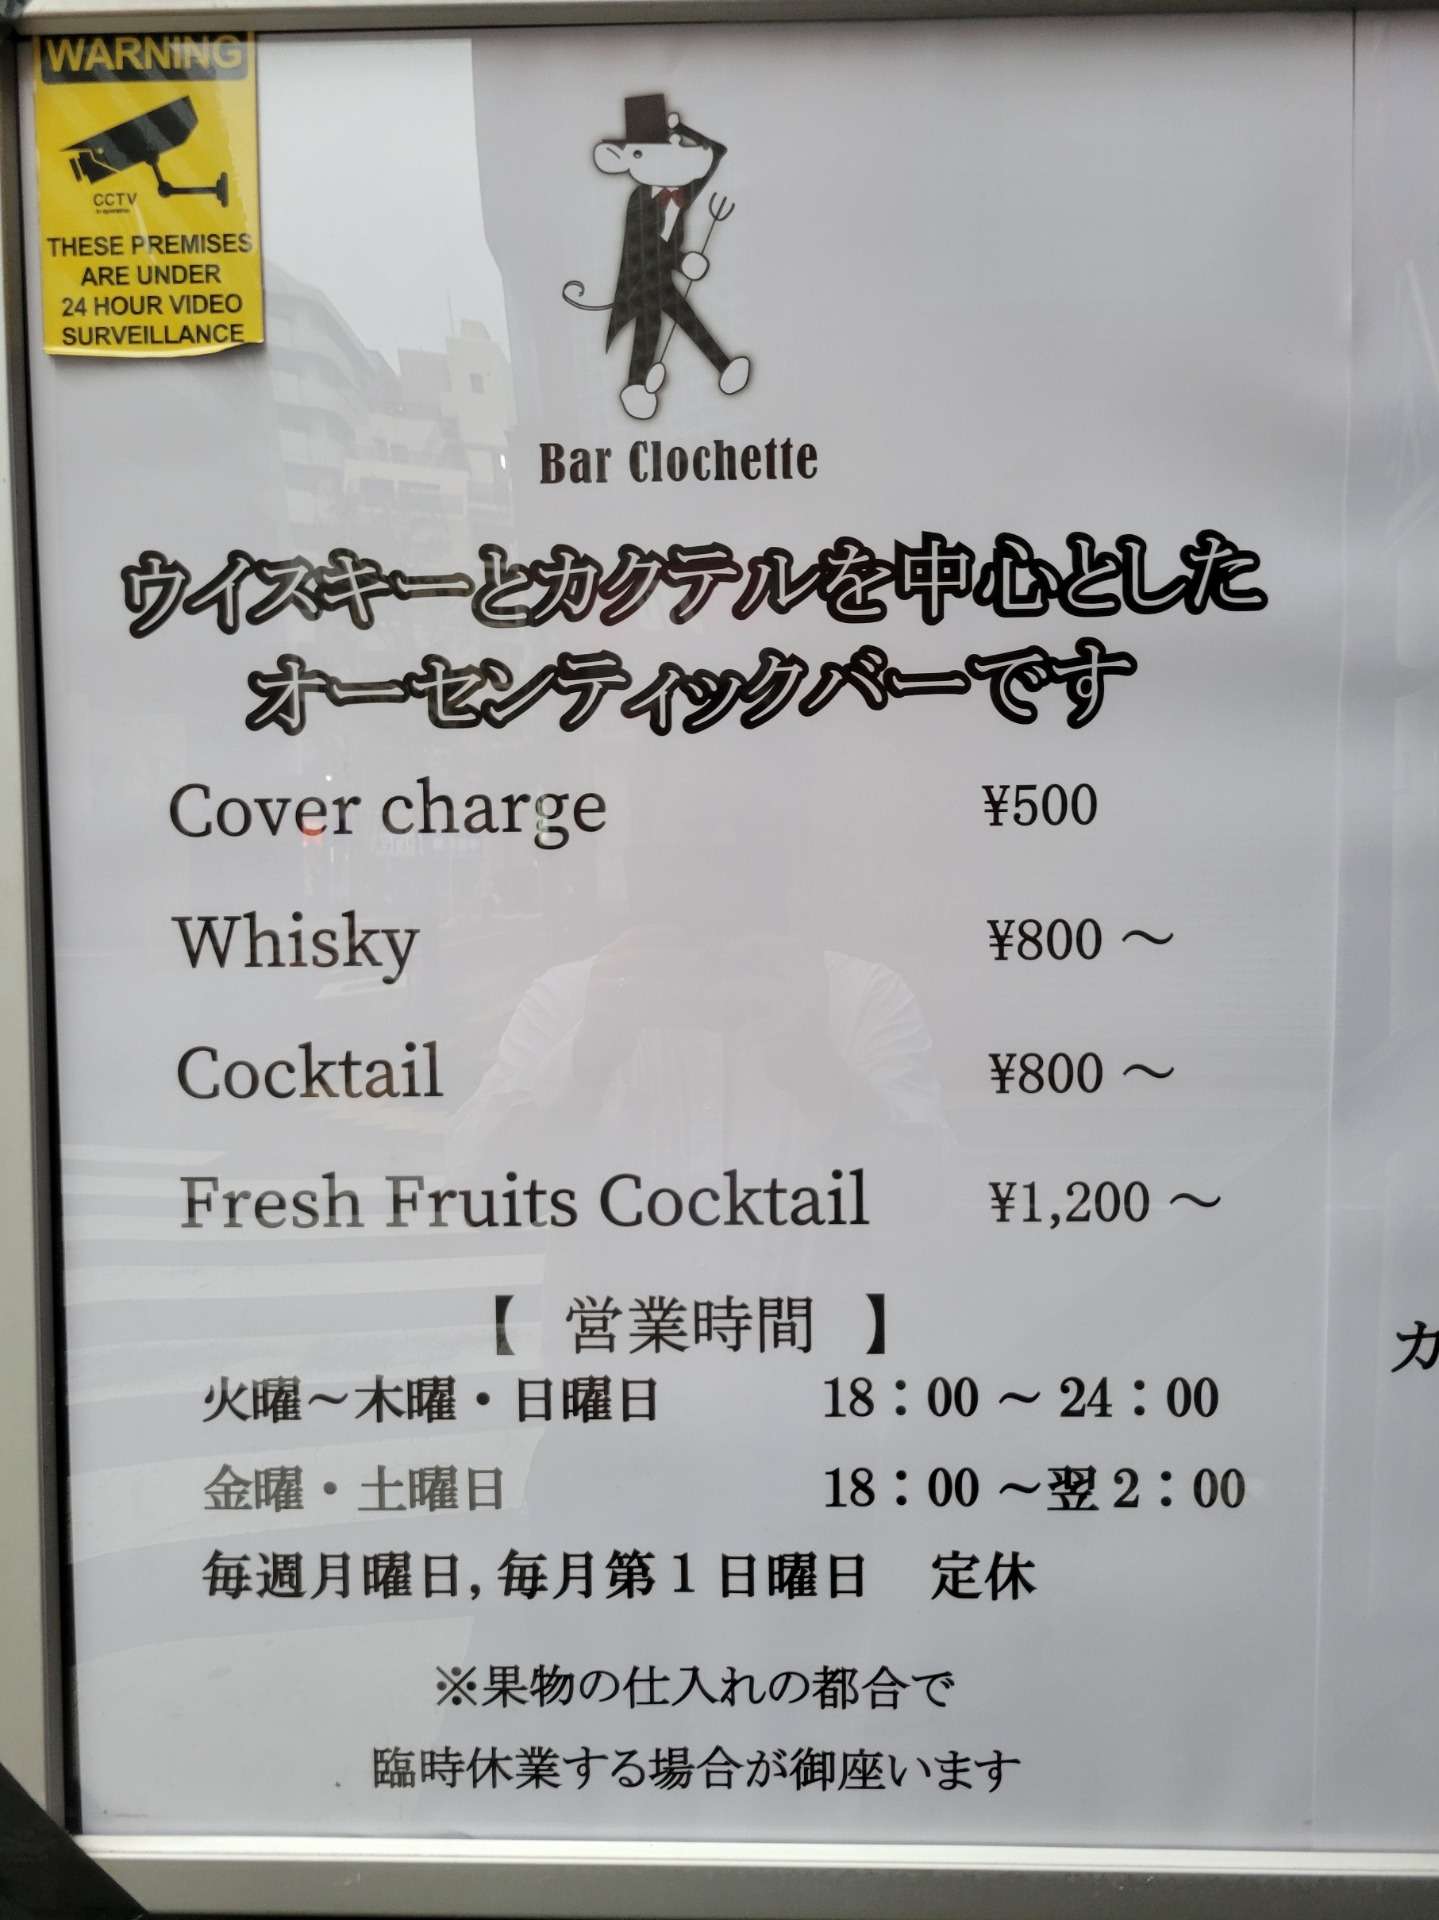 WARNING
CCTV
in operation
THESE PREMISES
ARE UNDER
24 HOUR VIDEO
SURVEILLANCE
Bar Clochette
ウイスキーとカクテルを中心とした
オーセンティックバーです
Cover charge ¥500
Whisky ¥800 ～
Cocktail ¥800 ～
Fresh Fruits Cocktail ¥1,200 ～
【 営業時間 】
火曜～木曜・日曜日 18：00 ～ 24：00
金曜・土曜日 18：00 ～翌 2：00
毎週月曜日, 毎月第 1 日曜日 定休
※果物の仕入れの都合で
臨時休業する場合が御座います
カ